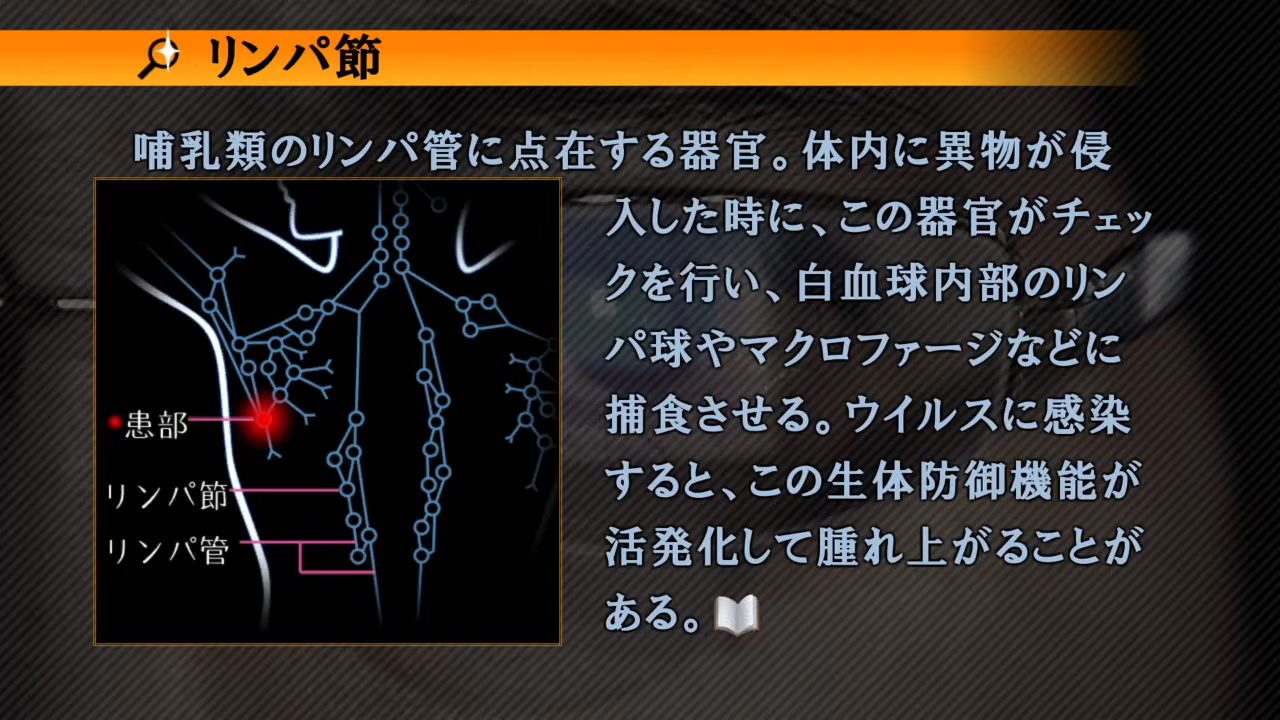 リンパ節
哺乳類のリンパ管に点在する器官。体内に異物が侵
入した時に、この器官がチェッ
クを行い、白血球内部のリン
パ球やマクロファージなどに
捕食させる。ウイルスに感染
すると、この生体防御機能が
活発化して腫れ上がることが
ある。
患部
リンパ節
リンパ管